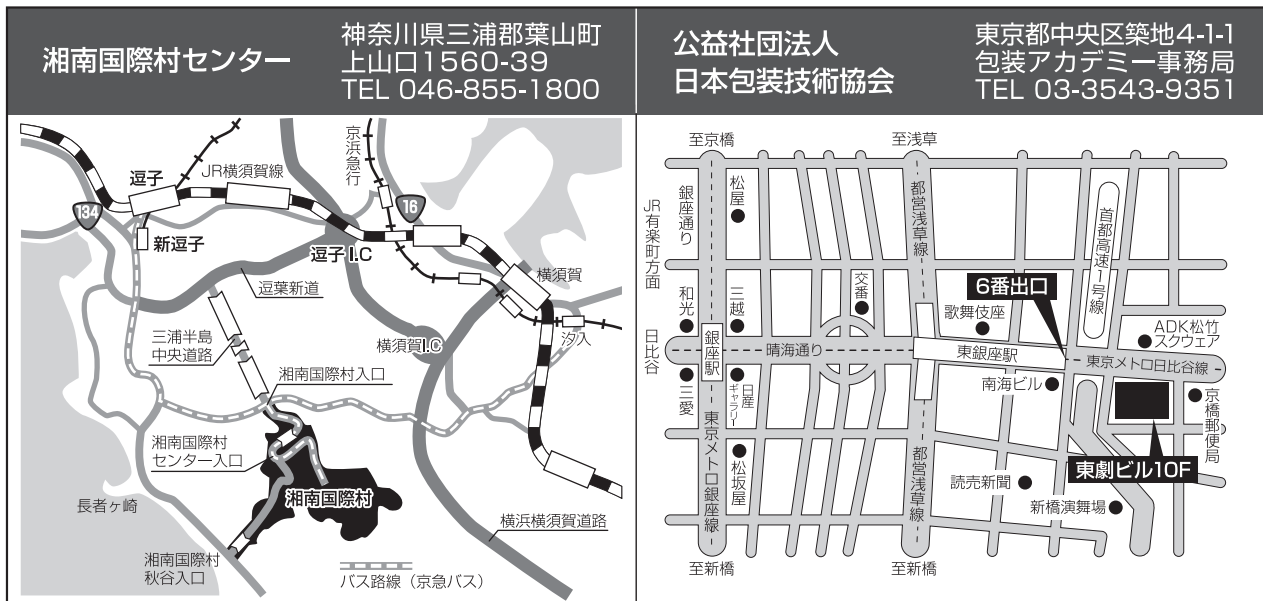 湘南国際村センター
神奈川県三浦郡葉山町
上山口1560-39
TEL 046-855-1800
公益社団法人
日本包装技術協会
東京都中央区築地4-1-1
包装アカデミー事務局
TEL 03-3543-9351
京浜急行
逗子
JR横須賀線
134
16
新逗子
逗子I.C
横須賀
逗葉新道
三浦半島
中央道路
横須賀I.C
汐入
湘南国際村入口
湘南国際村
センター入口
湘南国際村
長者ヶ崎
横浜横須賀道路
湘南国際村
秋谷入口
バス路線（京急バス）
至京橋
至浅草
銀座通り
松屋
都営浅草線
首都高速1号線
JR有楽町方面
6番出口
交番
和光
三越
歌舞伎座
ADK松竹
スクウェア
日比谷
銀座駅
晴海通り
東銀座駅
東京メトロ日比谷線
三愛
日産
ギャラリー
南海ビル
京橋郵便局
東京メトロ銀座線
松坂屋
都営浅草線
東劇ビル10F
読売新聞
新橋演舞場
至新橋
至新橋